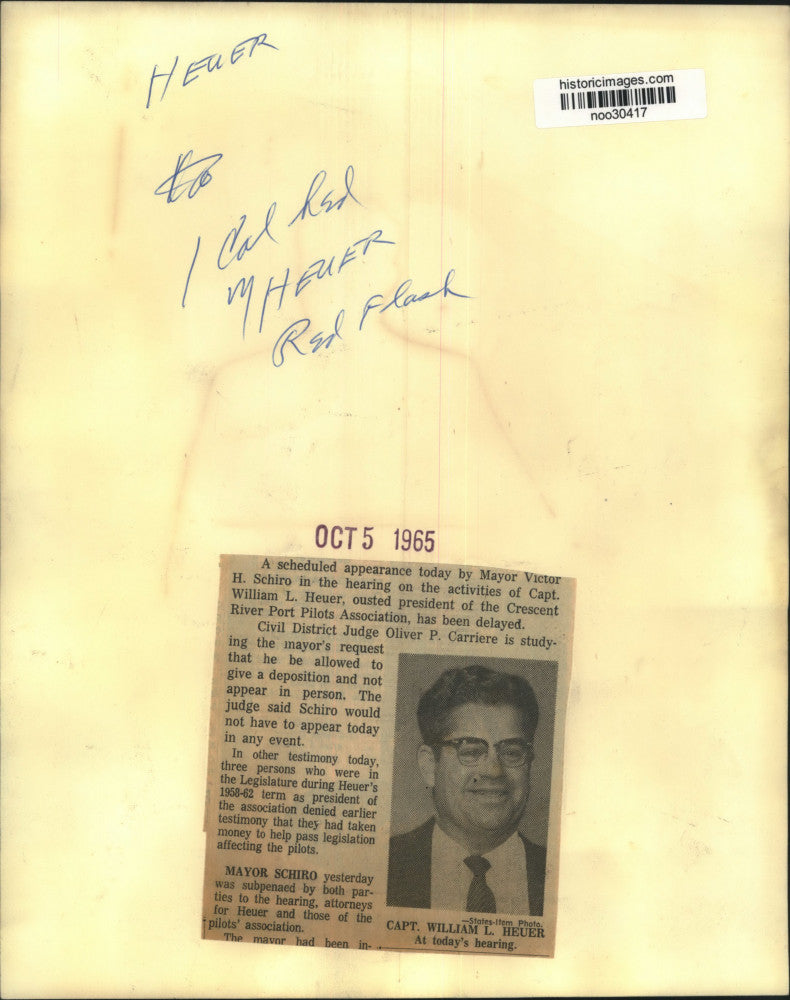 HEUER
historicimages.com
noo30417
1 Col Red
M HEUER
Red Flash
OCT 5 1965
A scheduled appearance today by Mayor Victor
H. Schiro in the hearing on the activities of Capt.
William L. Heuer, ousted president of the Crescent
River Port Pilots Association, has been delayed.
Civil District Judge Oliver P. Carriere is study-
ing the mayor's request
that he be allowed to
give a deposition and not
appear in person. The
judge said Schiro would
not have to appear today
in any event.
In other testimony today,
three persons who were in
the Legislature during Heuer's
1958-62 term as president of
the association denied earlier
testimony that they had taken
money to help pass legislation
affecting the pilots.
MAYOR SCHIRO yesterday
was subpenaed by both par-
ties to the hearing, attorneys
for Heuer and those of the
pilots' association.
The mayor had been in-
—States-Item Photo.
CAPT. WILLIAM L. HEUER
At today's hearing.